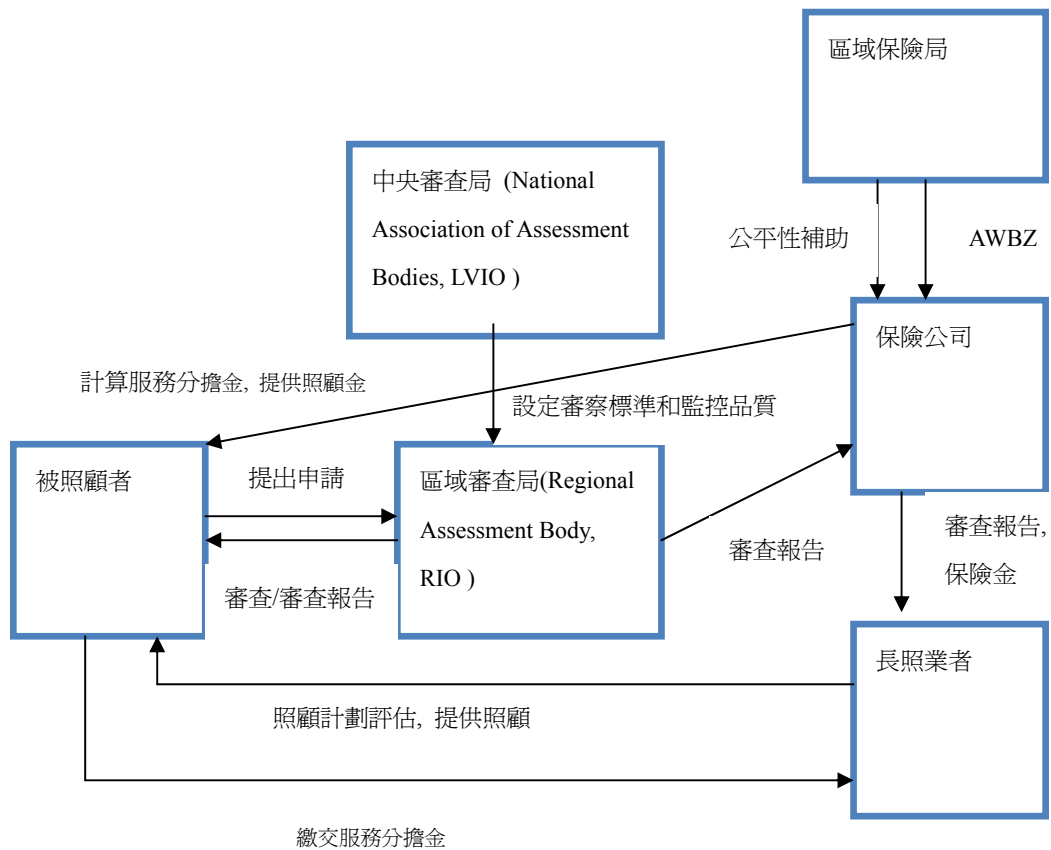 區域保險局
中央審查局 (National
Association of Assessment
Bodies, LVIO )
公平性補助
AWBZ
保險公司
計算服務分擔金, 提供照顧金
設定審察標準和監控品質
被照顧者
提出申請
區域審查局(Regional
Assessment Body,
RIO )
審查/審查報告
審查報告
審查報告,
保險金
長照業者
照顧計劃評估, 提供照顧
繳交服務分擔金